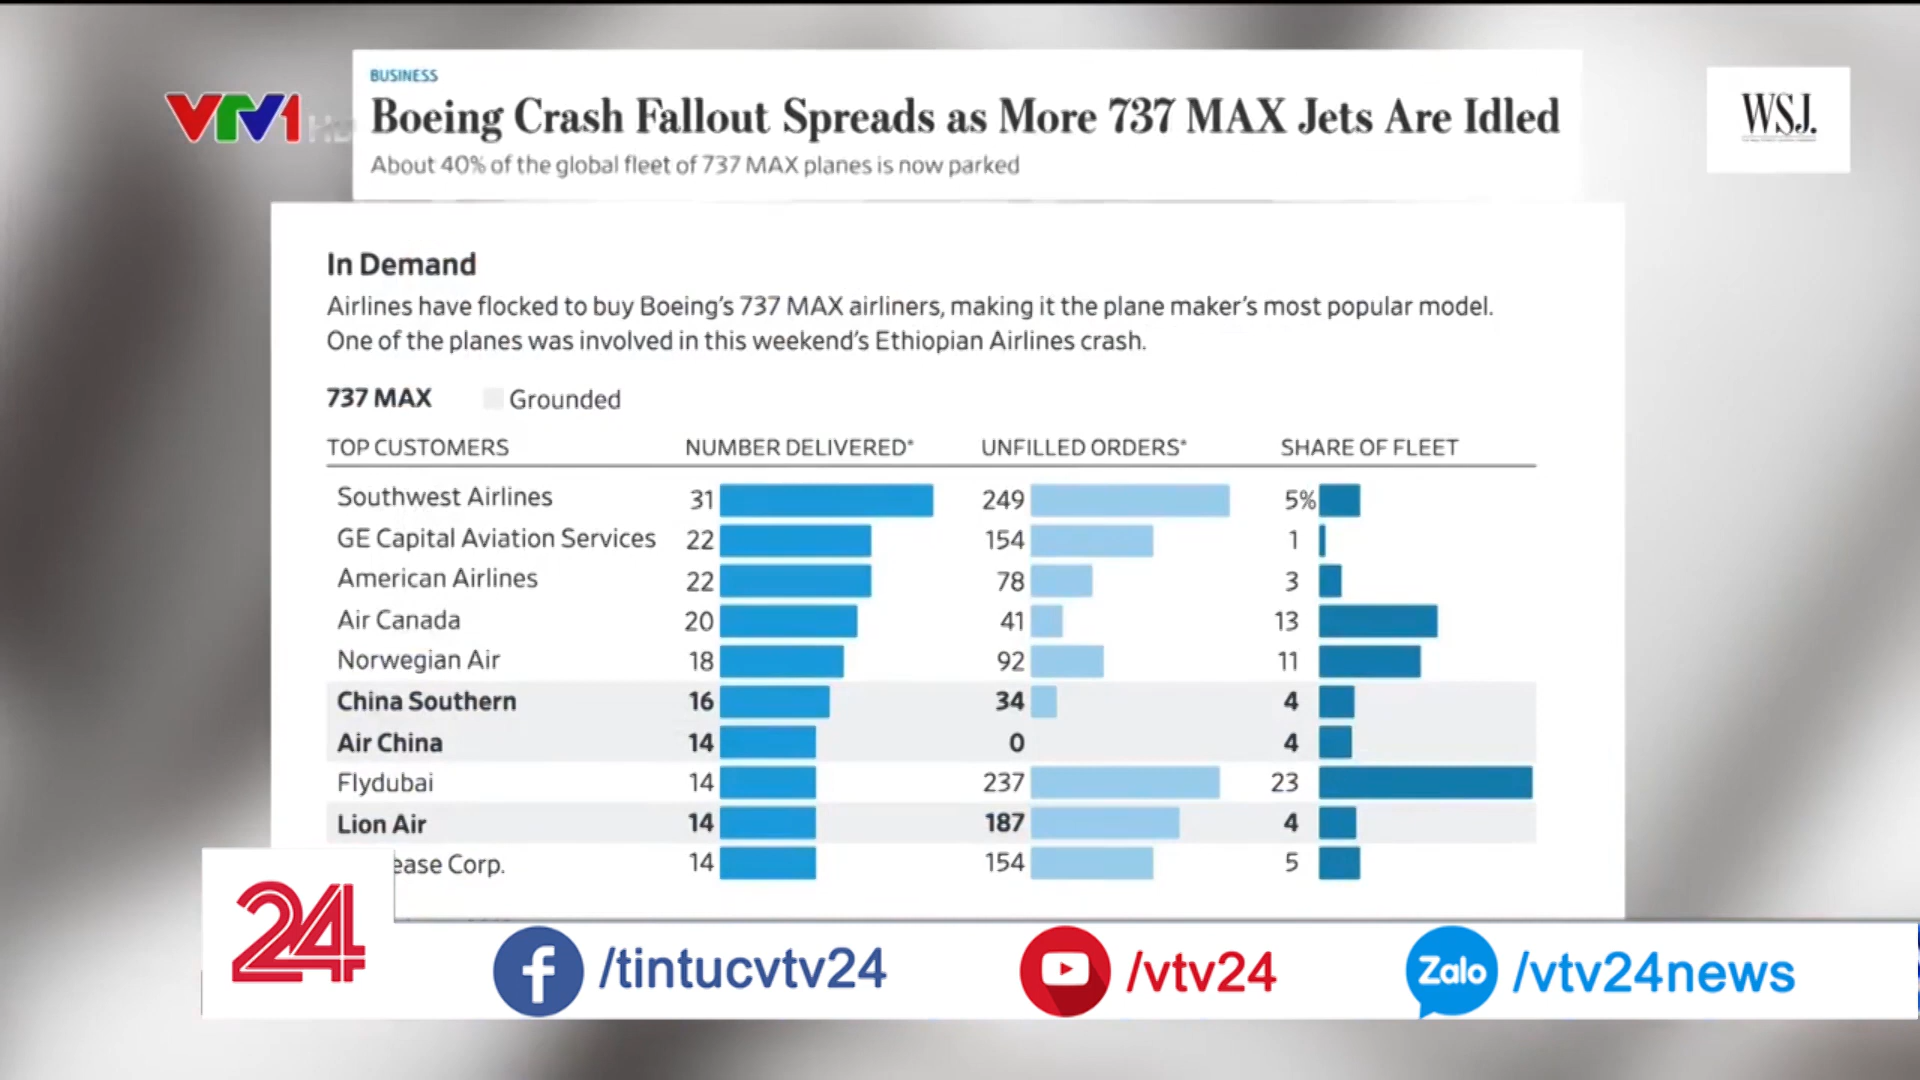 BUSINESS
VTV1 HD
Boeing Crash Fallout Spreads as More 737 MAX Jets Are Idled
WSJ.
About 40% of the global fleet of 737 MAX planes is now parked
In Demand
Airlines have flocked to buy Boeing's 737 MAX airliners, making it the plane maker's most popular model.
One of the planes was involved in this weekend's Ethiopian Airlines crash.
737 MAX Grounded
TOP CUSTOMERS NUMBER DELIVERED* UNFILLED ORDERS* SHARE OF FLEET
Southwest Airlines 31 249 5%
GE Capital Aviation Services 22 154 1
American Airlines 22 78 3
Air Canada 20 41 13
Norwegian Air 18 92 11
China Southern 16 34 4
Air China 14 0 4
Flydubai 14 237 23
Lion Air 14 187 4
ease Corp. 14 154 5
24
/tintucvtv24 /vtv24 Zalo /vtv24news